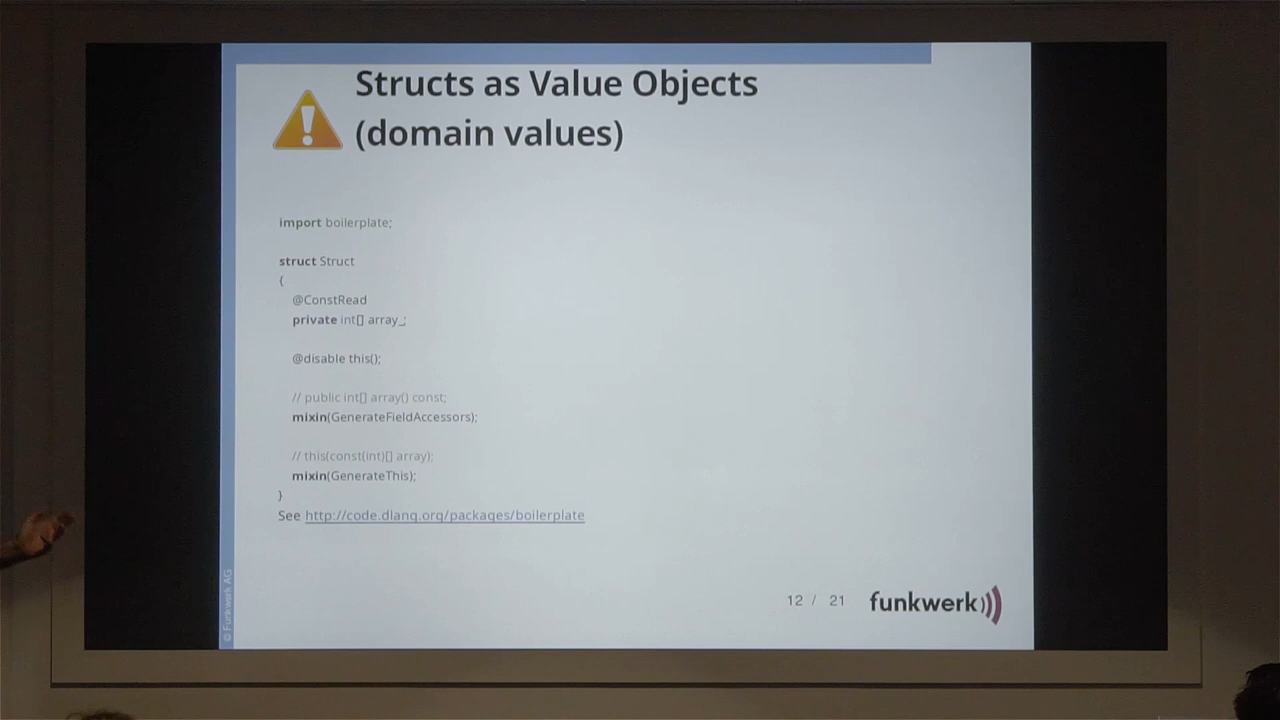 Structs as Value Objects
(domain values)
import boilerplate;
struct Struct
{
@ConstRead
private int[] array_;
@disable this();
// public int[] array() const;
mixin(GenerateFieldAccessors);
// this(const(int)[] array);
mixin(GenerateThis);
}
See http://code.dlang.org/packages/boilerplate
© Funkwerk AG
12 / 21
funkwerk